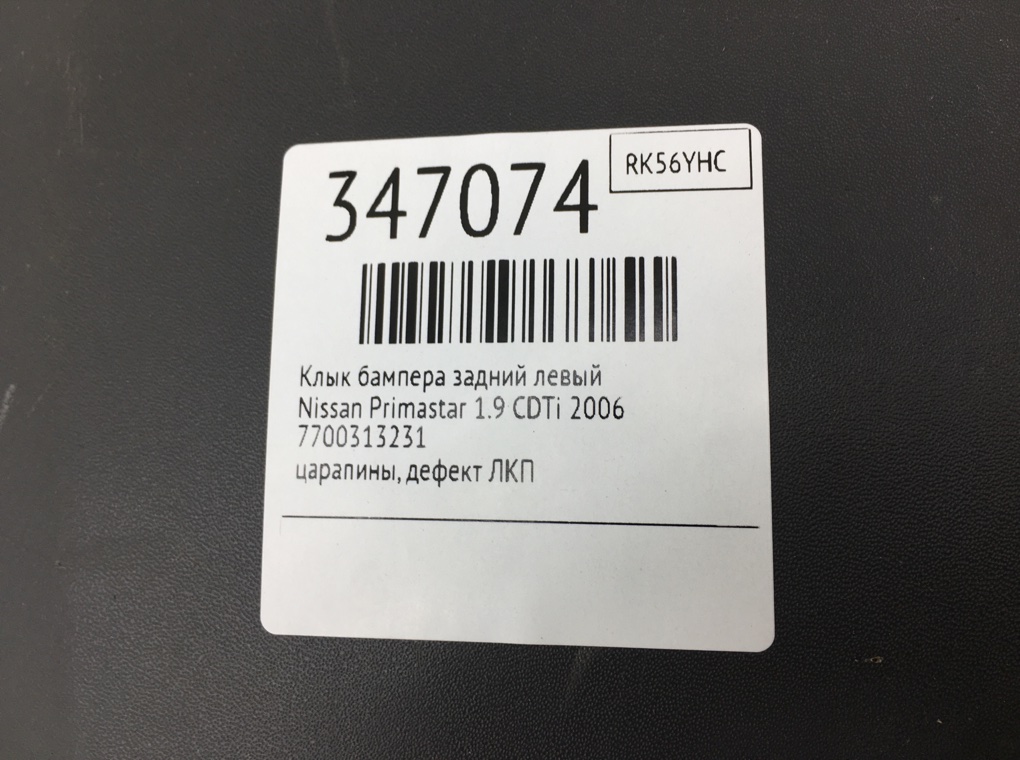 347074
RK56YHC
Клык бампера задний левый
Nissan Primastar 1.9 CDTi 2006
7700313231
царапины, дефект ЛКП